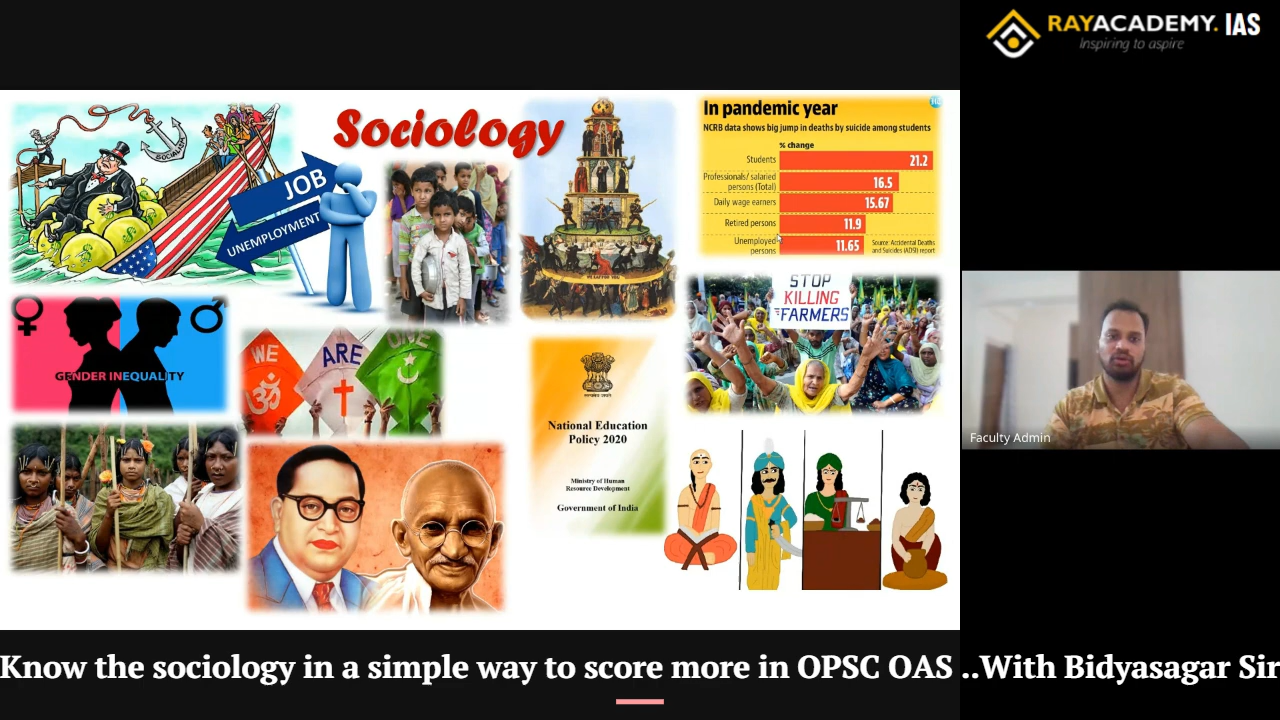 RAYACADEMY. IAS
Inspiring to aspire
Sociology
SOCIALISM
JOB
UNEMPLOYMENT
In pandemic year
NCRB data shows big jump in deaths by suicide among students
% change
Students 21.2
Professionals/ salaried
persons (Total) 16.5
Daily wage earners 15.67
Retired persons 11.9
Unemployed
persons 11.65
Source: Accidental Deaths
and Suicides (ADSI) report
STOP
KILLING
FARMERS
GENDER INEQUALITY
WE ARE ONE
ॐ
National Education
Policy 2020
Ministry of Human
Resource Development
Government of India
Faculty Admin
Know the sociology in a simple way to score more in OPSC OAS ..With Bidyasagar Sir